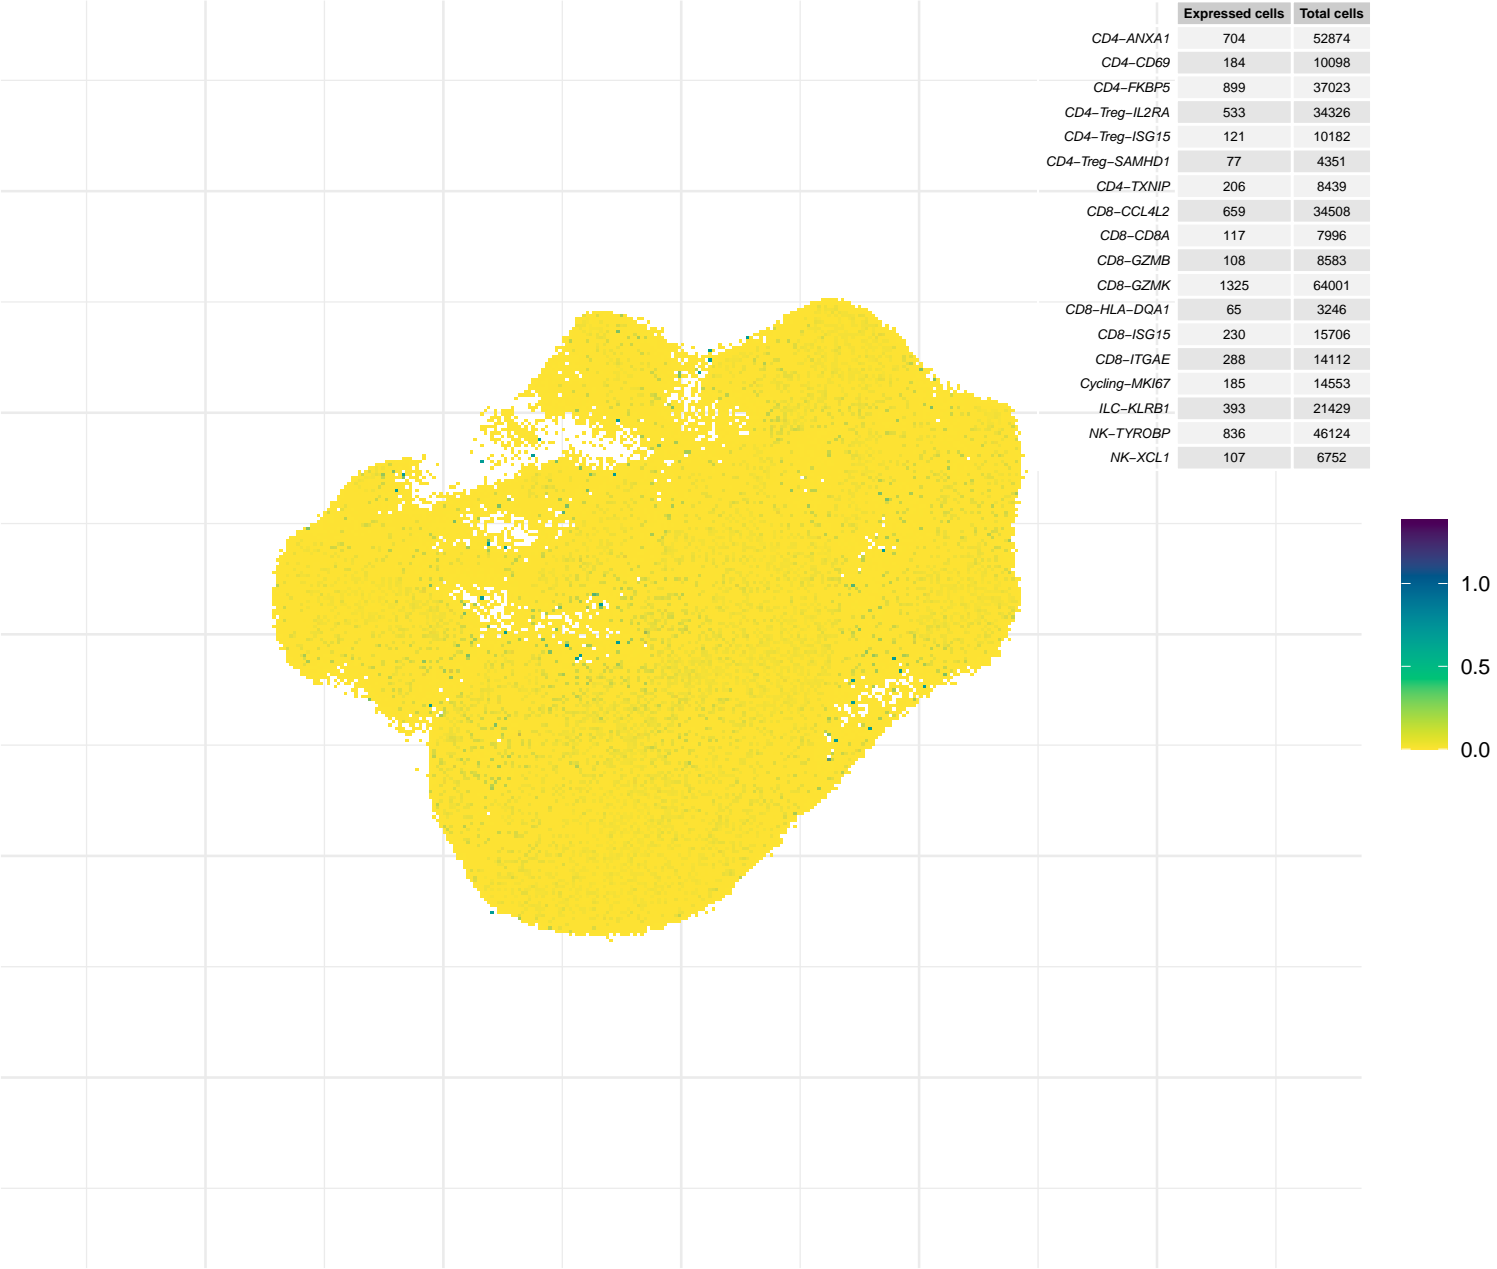 Expressed cells Total cells
CD4−ANXA1 704 52874
CD4−CD69 184 10098
CD4−FKBP5 899 37023
CD4−Treg−IL2RA 533 34326
CD4−Treg−ISG15 121 10182
CD4−Treg−SAMHD1 77 4351
CD4−TXNIP 206 8439
CD8−CCL4L2 659 34508
CD8−CD8A 117 7996
CD8−GZMB 108 8583
CD8−GZMK 1325 64001
CD8−HLA−DQA1 65 3246
CD8−ISG15 230 15706
CD8−ITGAE 288 14112
Cycling−MKI67 185 14553
ILC−KLRB1 393 21429
NK−TYROBP 836 46124
NK−XCL1 107 6752
1.0
0.5
0.0